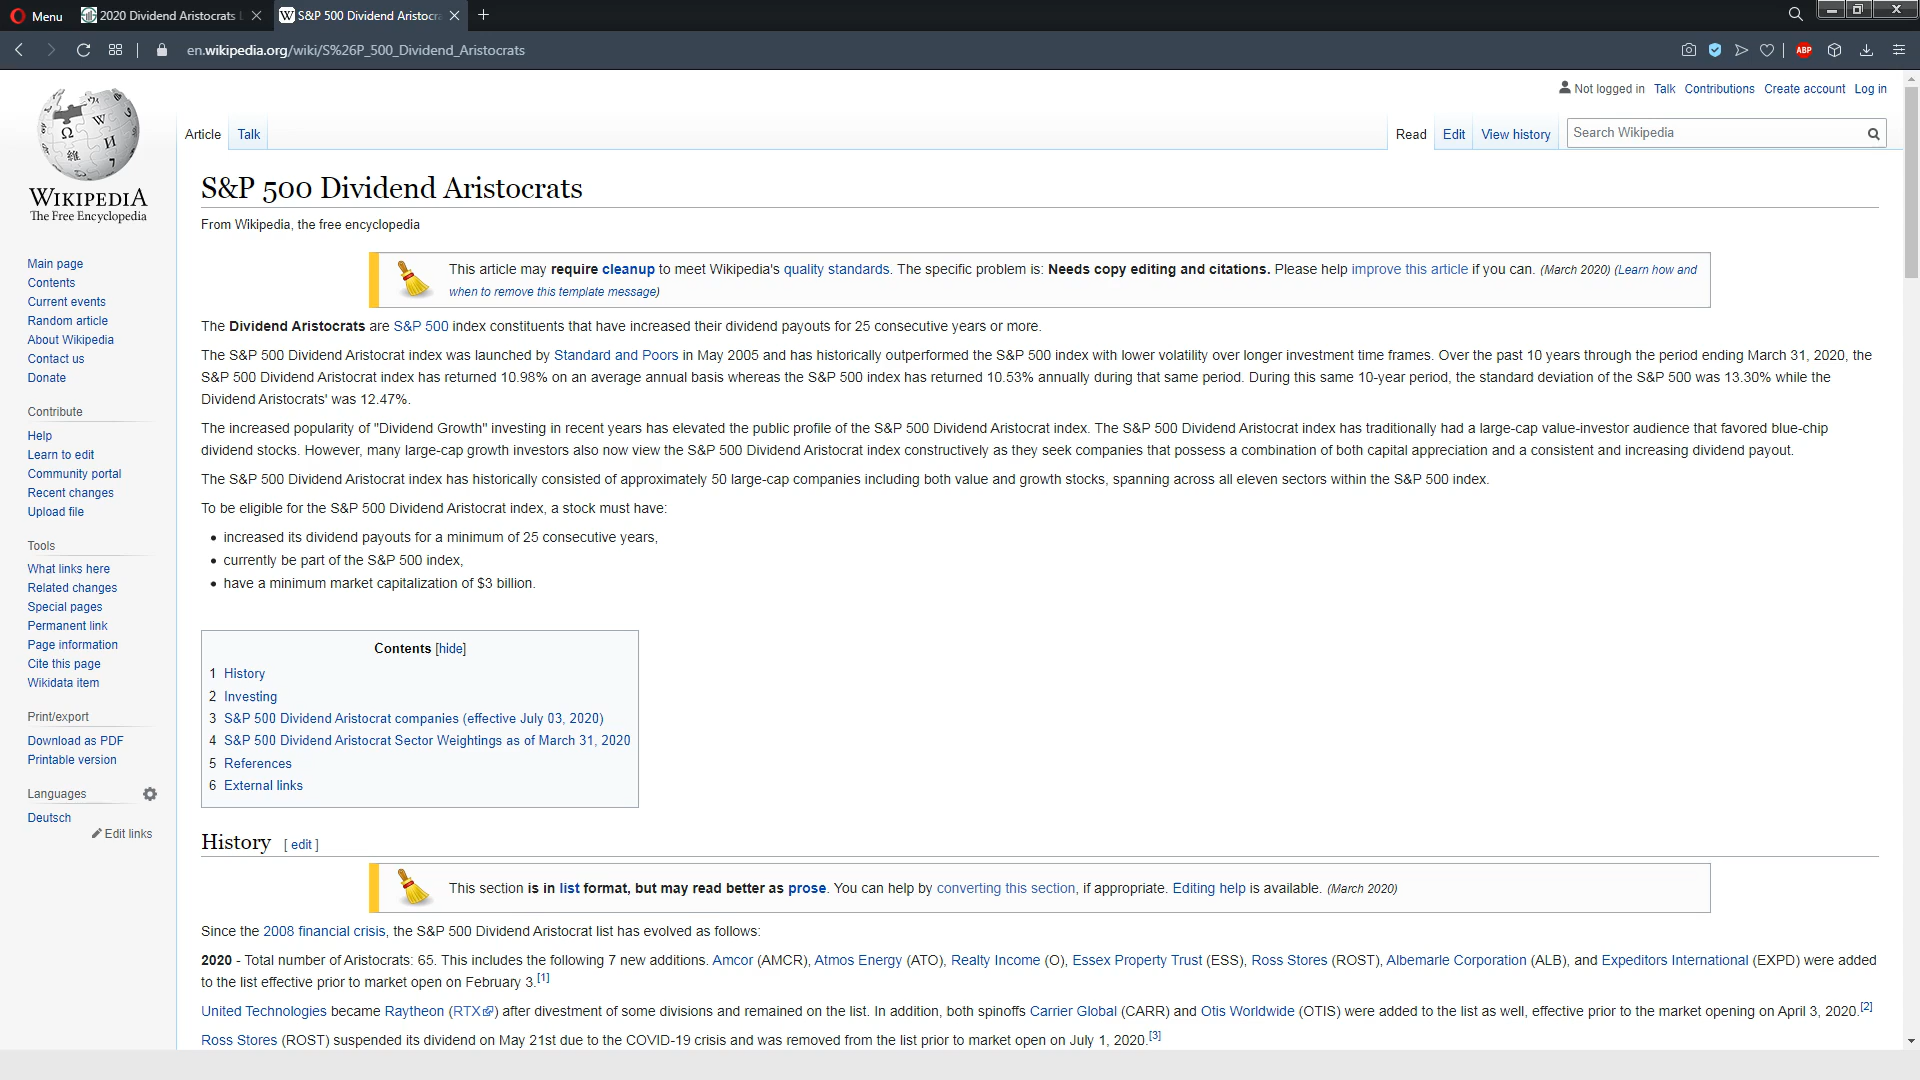 Menu
2020 Dividend Aristocrats
S&P 500 Dividend Aristocra
en.wikipedia.org/wiki/S%26P_500_Dividend_Aristocrats
ABP
Not logged in Talk Contributions Create account Log in
Article Talk
Read Edit View history Search Wikipedia
WIKIPEDIA
The Free Encyclopedia
Main page
Contents
Current events
Random article
About Wikipedia
Contact us
Donate
Contribute
Help
Learn to edit
Community portal
Recent changes
Upload file
Tools
What links here
Related changes
Special pages
Permanent link
Page information
Cite this page
Wikidata item
Print/export
Download as PDF
Printable version
Languages
Deutsch
Edit links
S&P 500 Dividend Aristocrats
From Wikipedia, the free encyclopedia
This article may require cleanup to meet Wikipedia's quality standards. The specific problem is: Needs copy editing and citations. Please help improve this article if you can. (March 2020) (Learn how and
when to remove this template message)
The Dividend Aristocrats are S&P 500 index constituents that have increased their dividend payouts for 25 consecutive years or more.
The S&P 500 Dividend Aristocrat index was launched by Standard and Poors in May 2005 and has historically outperformed the S&P 500 index with lower volatility over longer investment time frames. Over the past 10 years through the period ending March 31, 2020, the
S&P 500 Dividend Aristocrat index has returned 10.98% on an average annual basis whereas the S&P 500 index has returned 10.53% annually during that same period. During this same 10-year period, the standard deviation of the S&P 500 was 13.30% while the
Dividend Aristocrats' was 12.47%.
The increased popularity of "Dividend Growth" investing in recent years has elevated the public profile of the S&P 500 Dividend Aristocrat index. The S&P 500 Dividend Aristocrat index has traditionally had a large-cap value-investor audience that favored blue-chip
dividend stocks. However, many large-cap growth investors also now view the S&P 500 Dividend Aristocrat index constructively as they seek companies that possess a combination of both capital appreciation and a consistent and increasing dividend payout.
The S&P 500 Dividend Aristocrat index has historically consisted of approximately 50 large-cap companies including both value and growth stocks, spanning across all eleven sectors within the S&P 500 index.
To be eligible for the S&P 500 Dividend Aristocrat index, a stock must have:
• increased its dividend payouts for a minimum of 25 consecutive years,
• currently be part of the S&P 500 index,
• have a minimum market capitalization of $3 billion.
Contents [hide]
1 History
2 Investing
3 S&P 500 Dividend Aristocrat companies (effective July 03, 2020)
4 S&P 500 Dividend Aristocrat Sector Weightings as of March 31, 2020
5 References
6 External links
History [ edit ]
This section is in list format, but may read better as prose. You can help by converting this section, if appropriate. Editing help is available. (March 2020)
Since the 2008 financial crisis, the S&P 500 Dividend Aristocrat list has evolved as follows:
2020 - Total number of Aristocrats: 65. This includes the following 7 new additions. Amcor (AMCR), Atmos Energy (ATO), Realty Income (O), Essex Property Trust (ESS), Ross Stores (ROST), Albemarle Corporation (ALB), and Expeditors International (EXPD) were added
to the list effective prior to market open on February 3.[1]
United Technologies became Raytheon (RTX) after divestment of some divisions and remained on the list. In addition, both spinoffs Carrier Global (CARR) and Otis Worldwide (OTIS) were added to the list as well, effective prior to the market opening on April 3, 2020.[2]
Ross Stores (ROST) suspended its dividend on May 21st due to the COVID-19 crisis and was removed from the list prior to market open on July 1, 2020.[3]